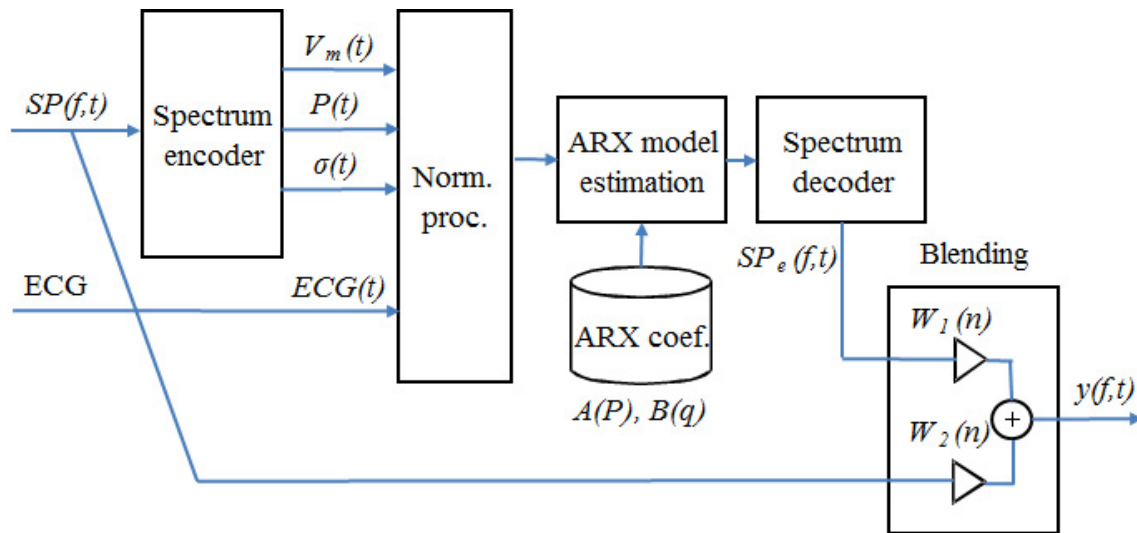 SP(f,t)
Spectrum
encoder
V_m(t)
P(t)
σ(t)
ECG
ECG(t)
Norm.
proc.
ARX model
estimation
Spectrum
decoder
ARX coef.
A(P), B(q)
SP_e(f,t)
Blending
W_1(n)
W_2(n)
+
y(f,t)